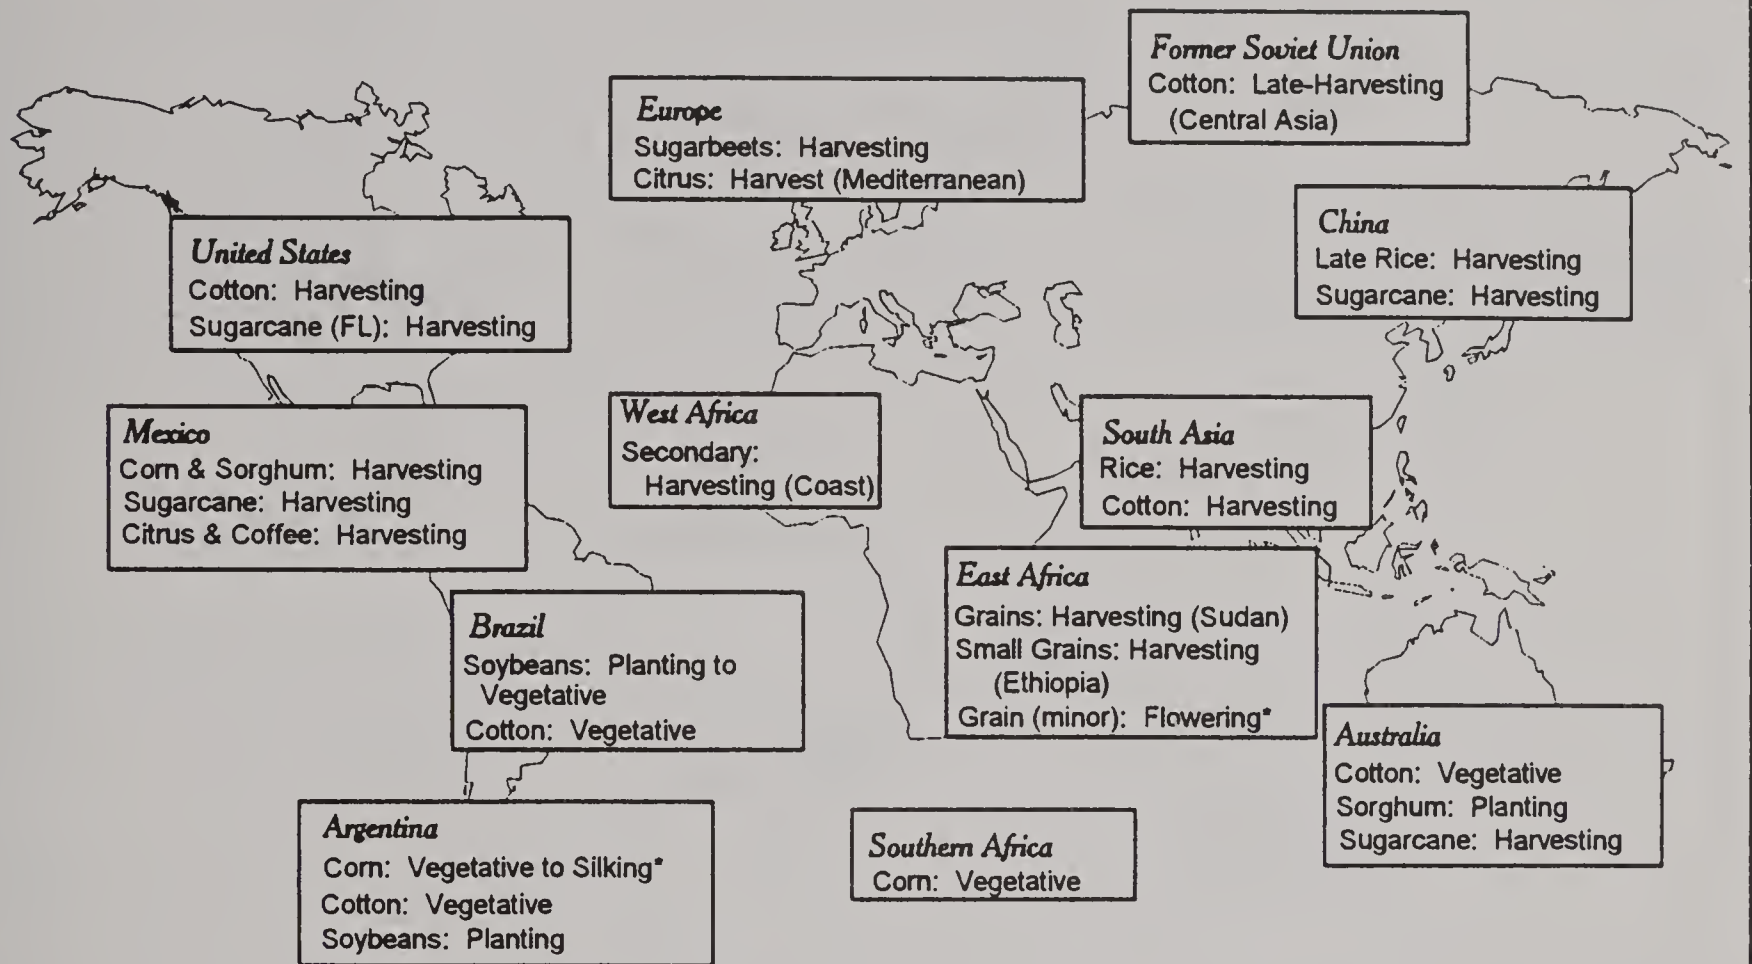 Former Soviet Union
Cotton: Late-Harvesting
(Central Asia)
Europe
Sugarbeets: Harvesting
Citrus: Harvest (Mediterranean)
China
Late Rice: Harvesting
Sugarcane: Harvesting
United States
Cotton: Harvesting
Sugarcane (FL): Harvesting
West Africa
Secondary:
Harvesting (Coast)
South Asia
Rice: Harvesting
Cotton: Harvesting
Mexico
Corn & Sorghum: Harvesting
Sugarcane: Harvesting
Citrus & Coffee: Harvesting
East Africa
Grains: Harvesting (Sudan)
Small Grains: Harvesting
(Ethiopia)
Grain (minor): Flowering*
Brazil
Soybeans: Planting to
Vegetative
Cotton: Vegetative
Australia
Cotton: Vegetative
Sorghum: Planting
Sugarcane: Harvesting
Argentina
Corn: Vegetative to Silking*
Cotton: Vegetative
Soybeans: Planting
Southern Africa
Corn: Vegetative